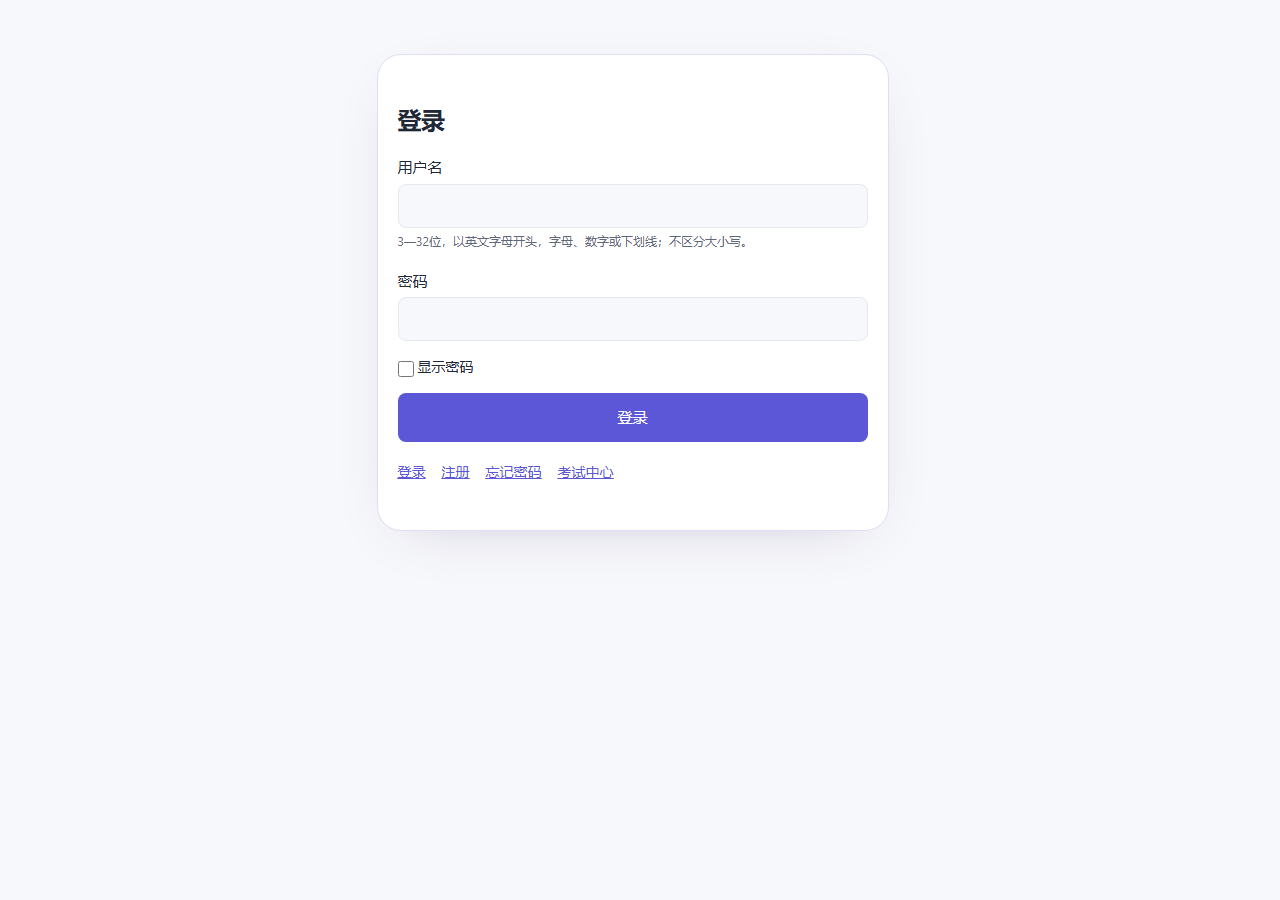 登录
用户名
3—32位，以英文字母开头，字母、数字或下划线；不区分大小写。
密码
显示密码
登录
登录 注册 忘记密码 考试中心